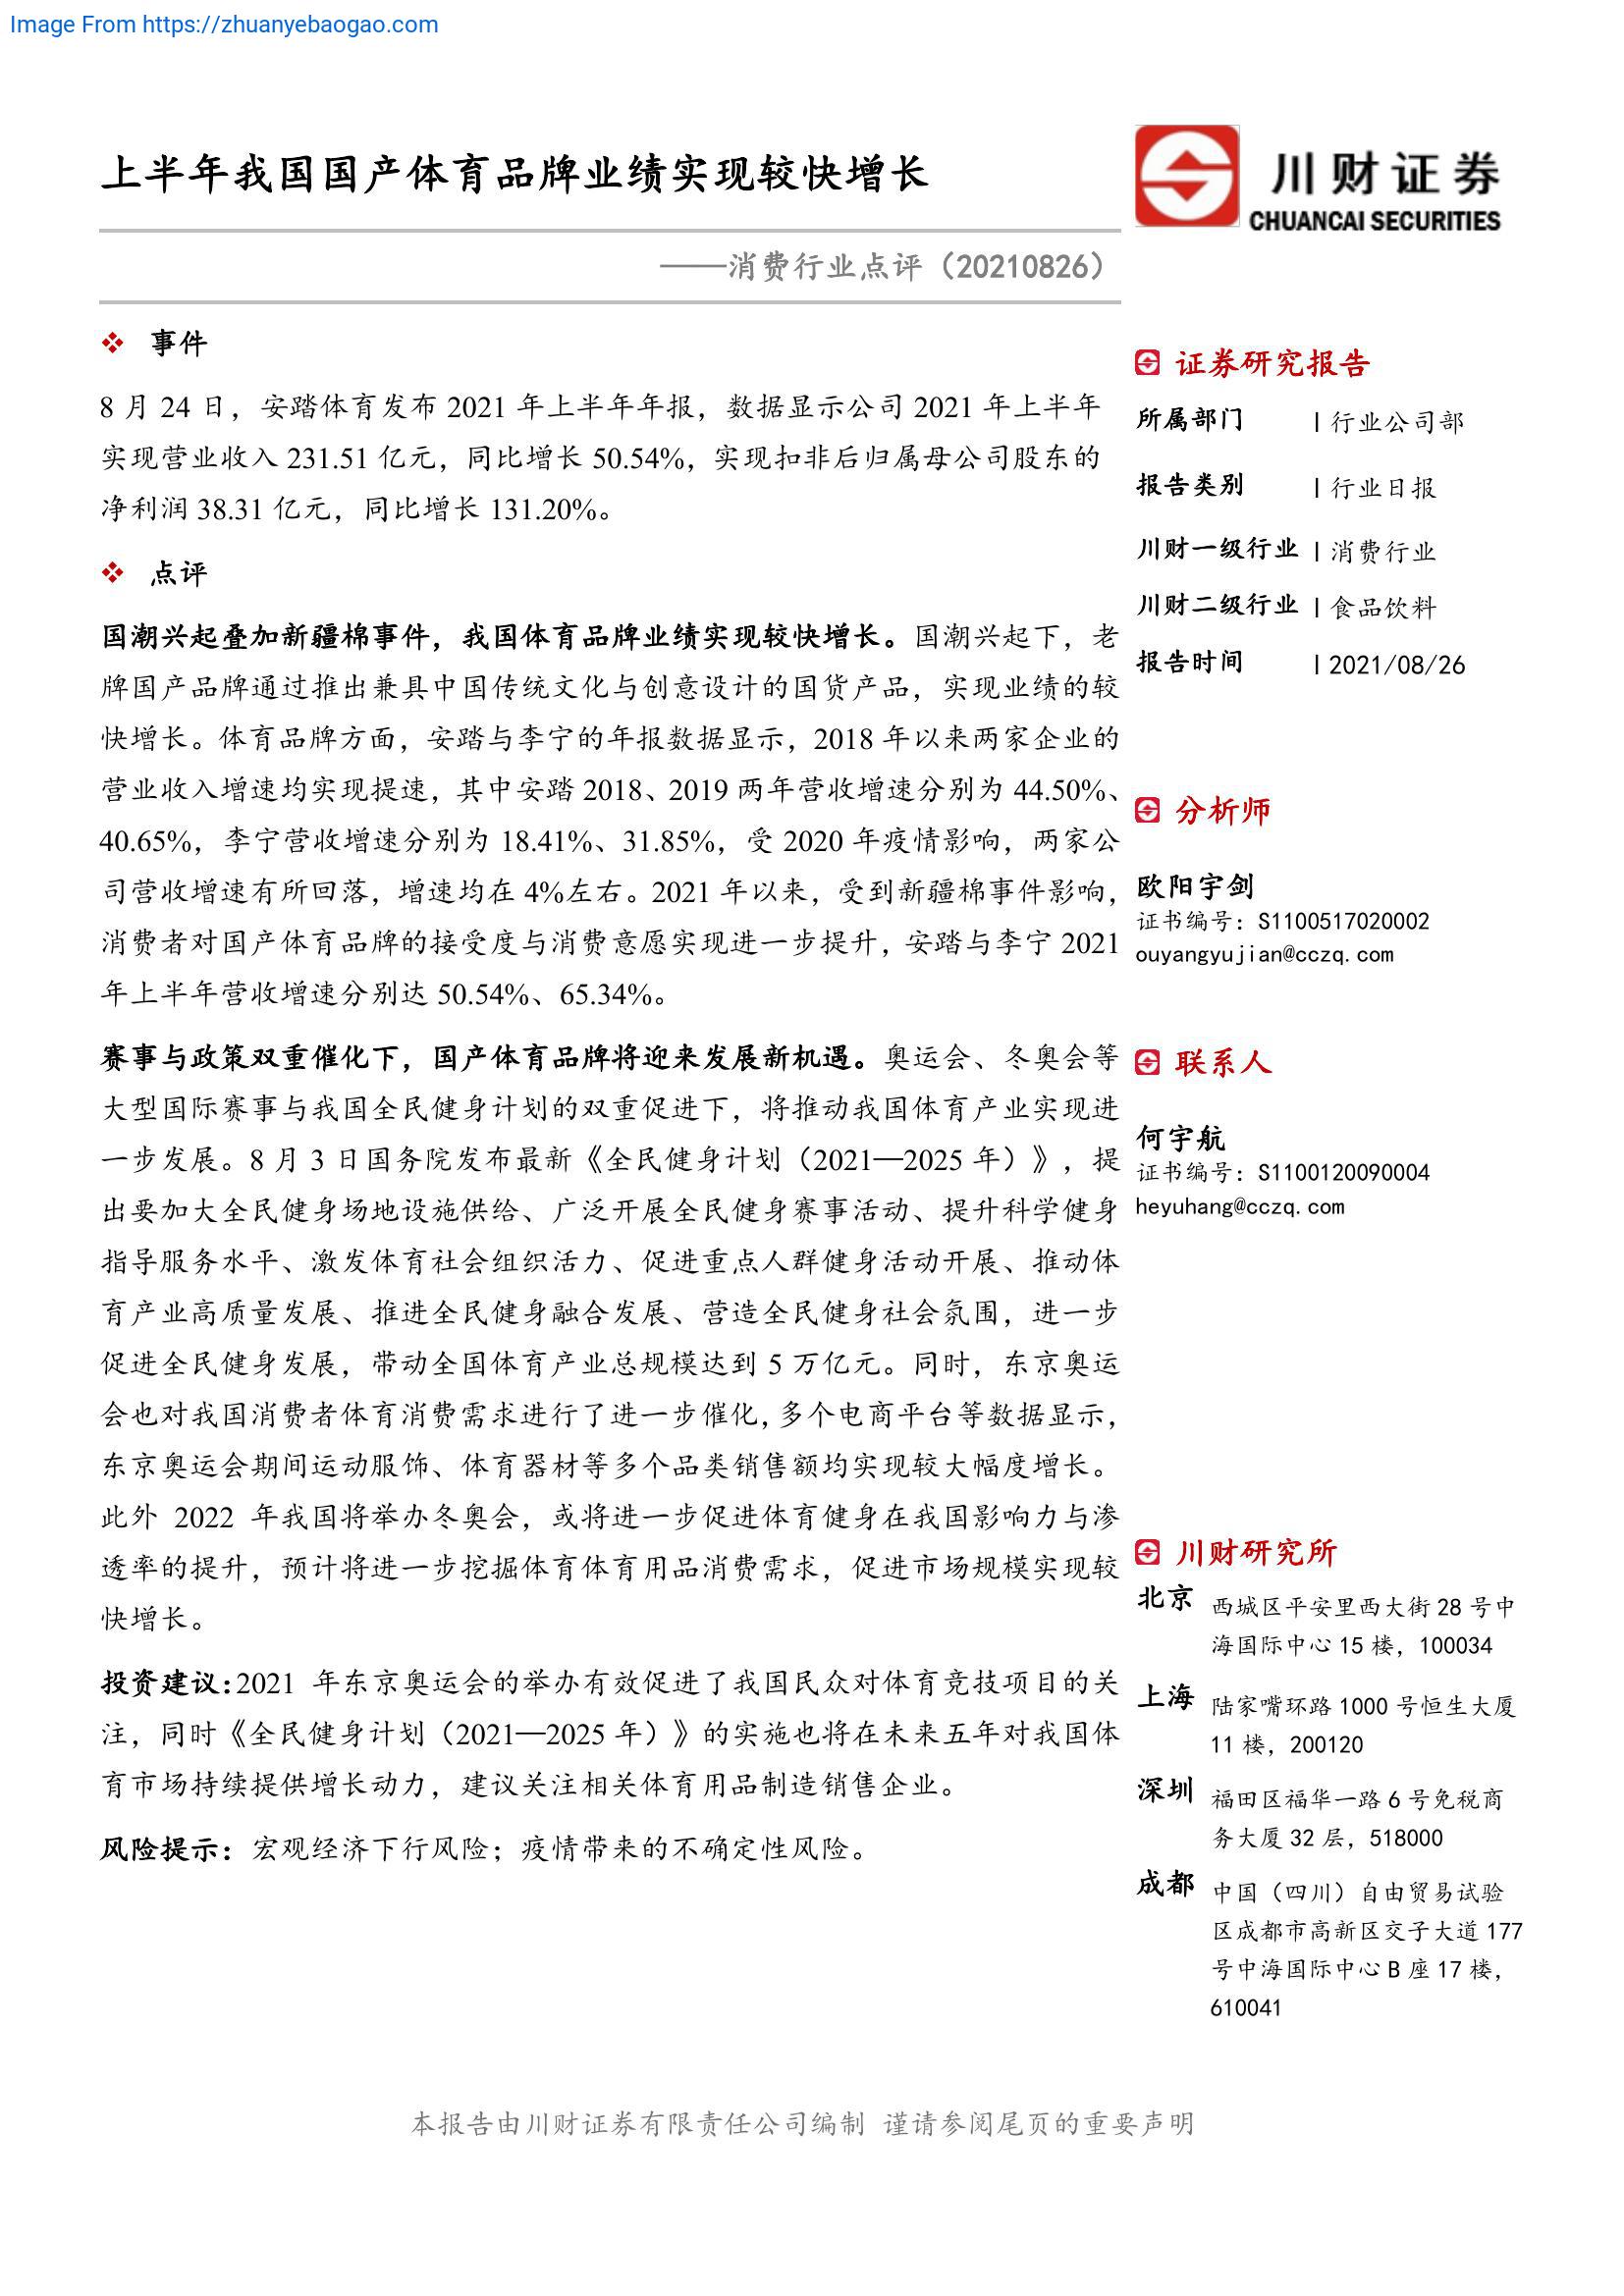 Image From https://zhuanyebaogao.com
上半年我国国产体育品牌业绩实现较快增长
——消费行业点评（20210826）
川财证券
CHUANCAI SECURITIES
❖ 事件
8 月 24 日，安踏体育发布 2021 年上半年年报，数据显示公司 2021 年上半年
实现营业收入 231.51 亿元，同比增长 50.54%，实现扣非后归属母公司股东的
净利润 38.31 亿元，同比增长 131.20%。
❖ 点评
国潮兴起叠加新疆棉事件，我国体育品牌业绩实现较快增长。国潮兴起下，老
牌国产品牌通过推出兼具中国传统文化与创意设计的国货产品，实现业绩的较
快增长。体育品牌方面，安踏与李宁的年报数据显示，2018 年以来两家企业的
营业收入增速均实现提速，其中安踏 2018、2019 两年营收增速分别为 44.50%、
40.65%，李宁营收增速分别为 18.41%、31.85%，受 2020 年疫情影响，两家公
司营收增速有所回落，增速均在 4%左右。2021 年以来，受到新疆棉事件影响，
消费者对国产体育品牌的接受度与消费意愿实现进一步提升，安踏与李宁 2021
年上半年营收增速分别达 50.54%、65.34%。
赛事与政策双重催化下，国产体育品牌将迎来发展新机遇。奥运会、冬奥会等
大型国际赛事与我国全民健身计划的双重促进下，将推动我国体育产业实现进
一步发展。8 月 3 日国务院发布最新《全民健身计划（2021—2025 年）》，提
出要加大全民健身场地设施供给、广泛开展全民健身赛事活动、提升科学健身
指导服务水平、激发体育社会组织活力、促进重点人群健身活动开展、推动体
育产业高质量发展、推进全民健身融合发展、营造全民健身社会氛围，进一步
促进全民健身发展，带动全国体育产业总规模达到 5 万亿元。同时，东京奥运
会也对我国消费者体育消费需求进行了进一步催化，多个电商平台等数据显示，
东京奥运会期间运动服饰、体育器材等多个品类销售额均实现较大幅度增长。
此外 2022 年我国将举办冬奥会，或将进一步促进体育健身在我国影响力与渗
透率的提升，预计将进一步挖掘体育体育用品消费需求，促进市场规模实现较
快增长。
投资建议：2021 年东京奥运会的举办有效促进了我国民众对体育竞技项目的关
注，同时《全民健身计划（2021—2025 年）》的实施也将在未来五年对我国体
育市场持续提供增长动力，建议关注相关体育用品制造销售企业。
风险提示：宏观经济下行风险；疫情带来的不确定性风险。
证券研究报告
所属部门 | 行业公司部
报告类别 | 行业日报
川财一级行业 | 消费行业
川财二级行业 | 食品饮料
报告时间 | 2021/08/26
分析师
欧阳宇剑
证书编号：S1100517020002
ouyangyujian@cczq.com
联系人
何宇航
证书编号：S1100120090004
heyuhang@cczq.com
川财研究所
北京 西城区平安里西大街 28 号中
海国际中心 15 楼，100034
上海 陆家嘴环路 1000 号恒生大厦
11 楼，200120
深圳 福田区福华一路 6 号免税商
务大厦 32 层，518000
成都 中国（四川）自由贸易试验
区成都市高新区交子大道 177
号中海国际中心 B 座 17 楼，
610041
本报告由川财证券有限责任公司编制 谨请参阅尾页的重要声明